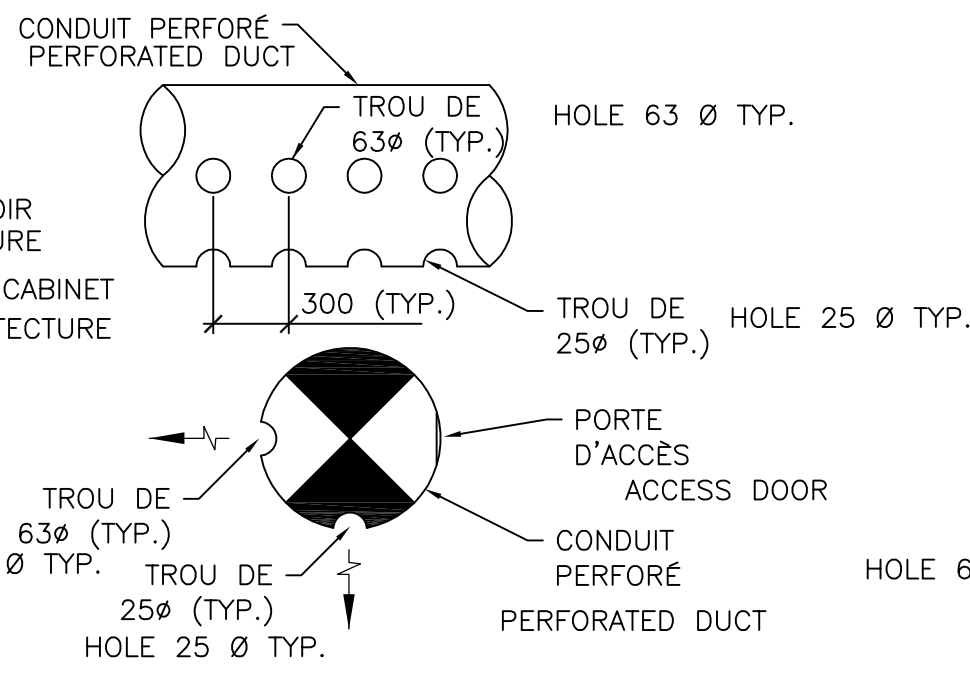 CONDUIT PERFORÉ
PERFORATED DUCT
TROU DE
63ø (TYP.)
HOLE 63 Ø TYP.
CABINET
300 (TYP.)
TROU DE
25ø (TYP.)
HOLE 25 Ø TYP.
PORTE
D'ACCÈS
ACCESS DOOR
TROU DE
63ø (TYP.)
Ø TYP.
TROU DE
25ø (TYP.)
HOLE 25 Ø TYP.
CONDUIT
PERFORÉ
PERFORATED DUCT
HOLE 6